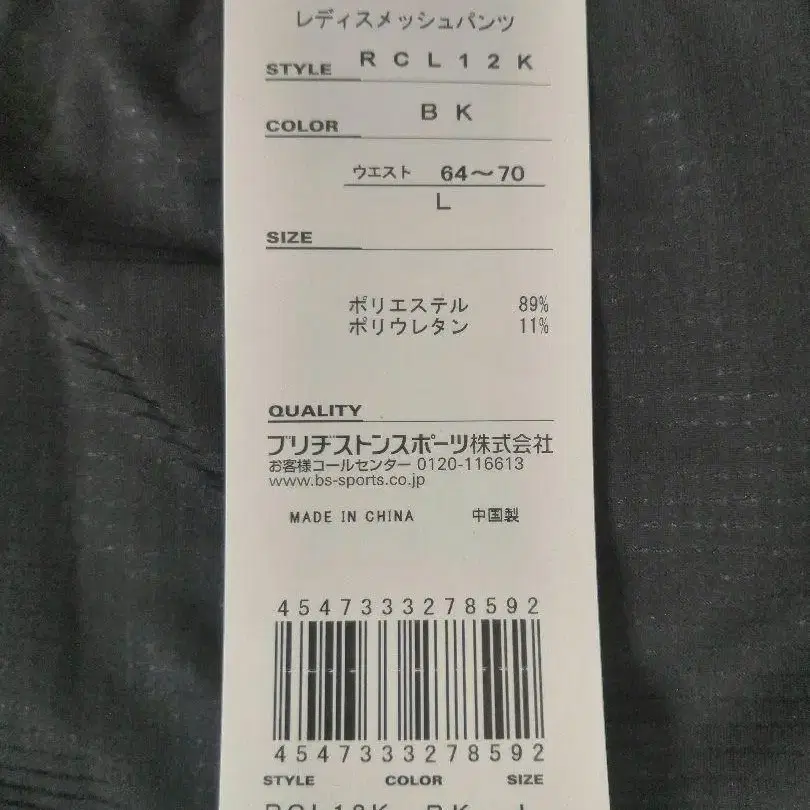 レディスメッシュパンツ
STYLE RCL12K
COLOR BK
ウエスト 64～70
L
SIZE
ポリエステル 89%
ポリウレタン 11%
QUALITY
ブリヂストンスポーツ株式会社
お客様コールセンター 0120-116613
www.bs-sports.co.jp
MADE IN CHINA 中国製
4547333278592
4547333278592
STYLE COLOR SIZE
RCL12K BK L